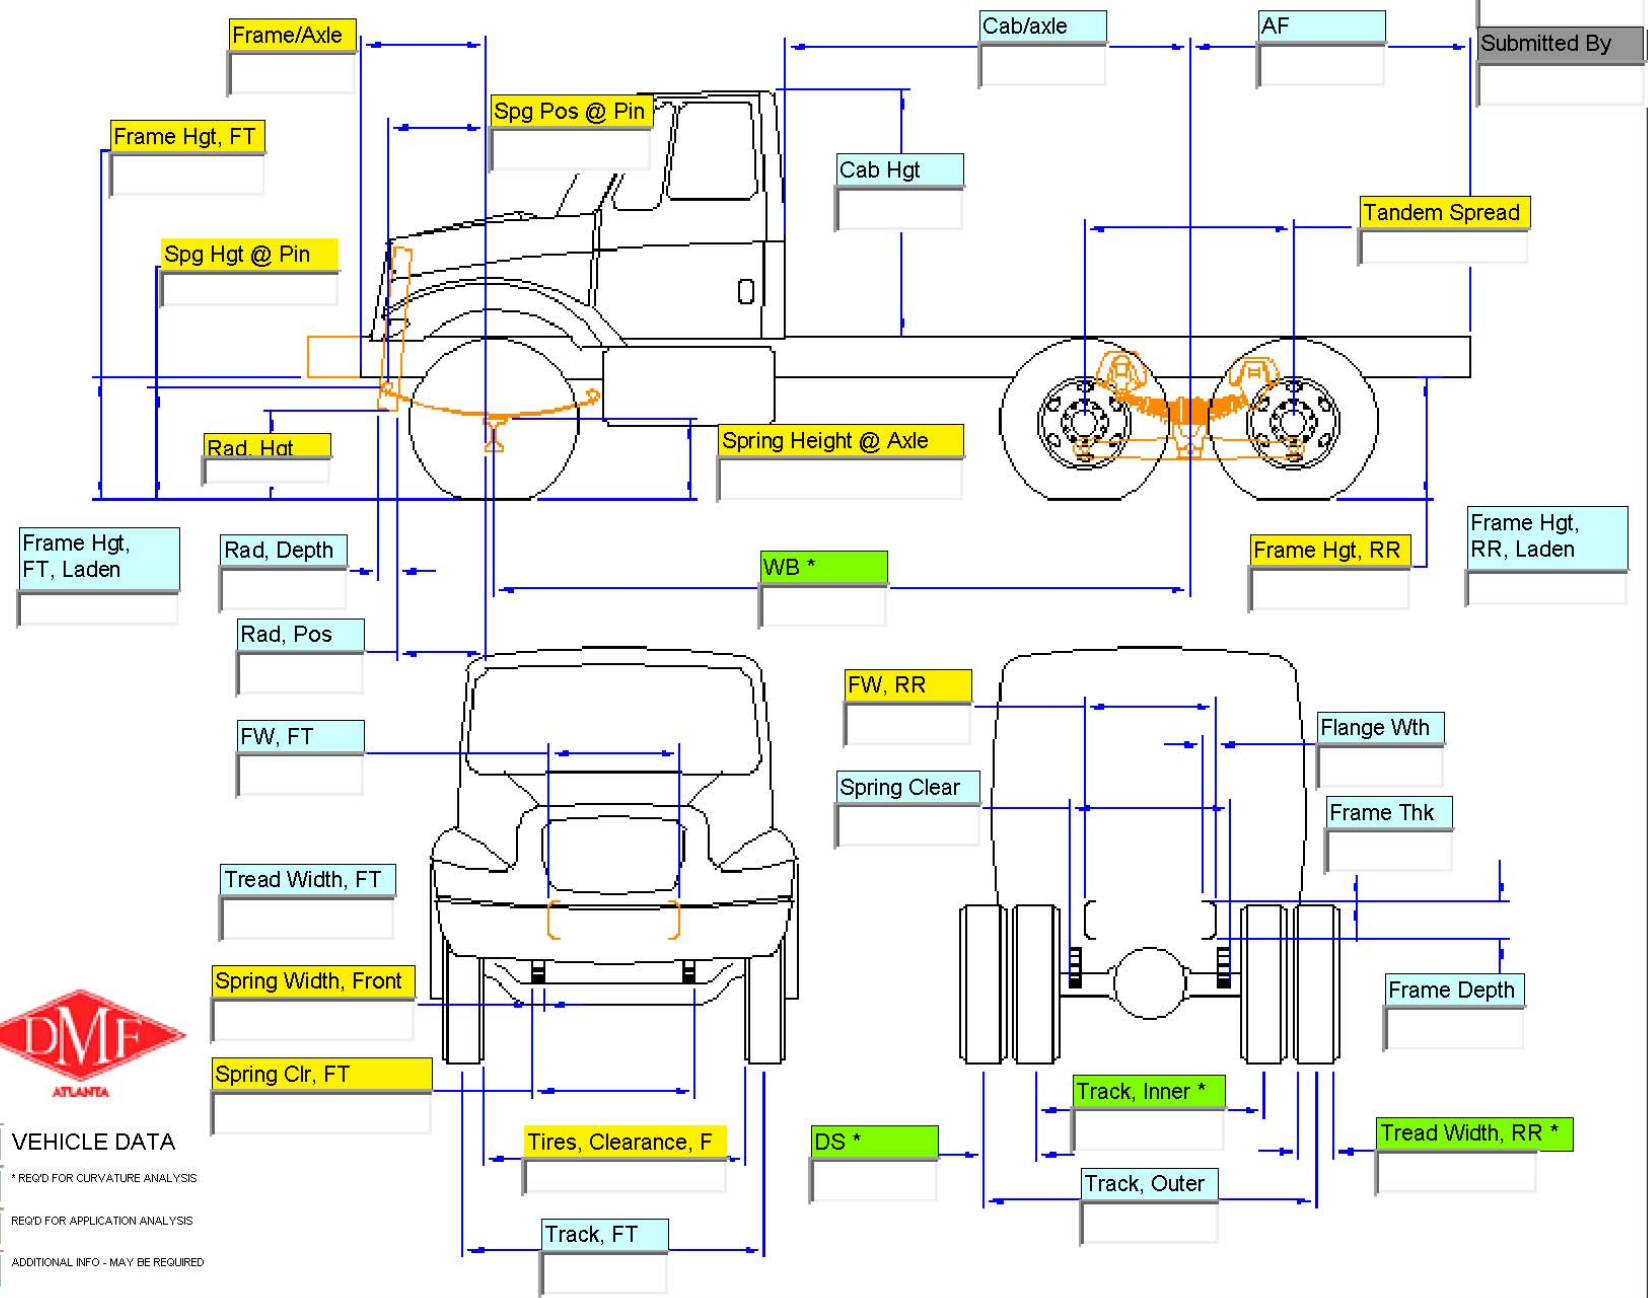 Frame/Axle
Cab/axle
AF
Submitted By
Spg Pos @ Pin
Frame Hgt, FT
Cab Hgt
Tandem Spread
Spg Hgt @ Pin
Rad, Hgt
Spring Height @ Axle
Frame Hgt,
FT, Laden
Rad, Depth
WB *
Frame Hgt, RR
Frame Hgt,
RR, Laden
Rad, Pos
FW, RR
FW, FT
Flange Wth
Spring Clear
Frame Thk
Tread Width, FT
Spring Width, Front
Frame Depth
DMF
ATLANTA
Spring Clr, FT
Track, Inner *
Tires, Clearance, F
DS *
Tread Width, RR *
Track, Outer
Track, FT
VEHICLE DATA
* REQ'D FOR CURVATURE ANALYSIS
REQ'D FOR APPLICATION ANALYSIS
ADDITIONAL INFO - MAY BE REQUIRED